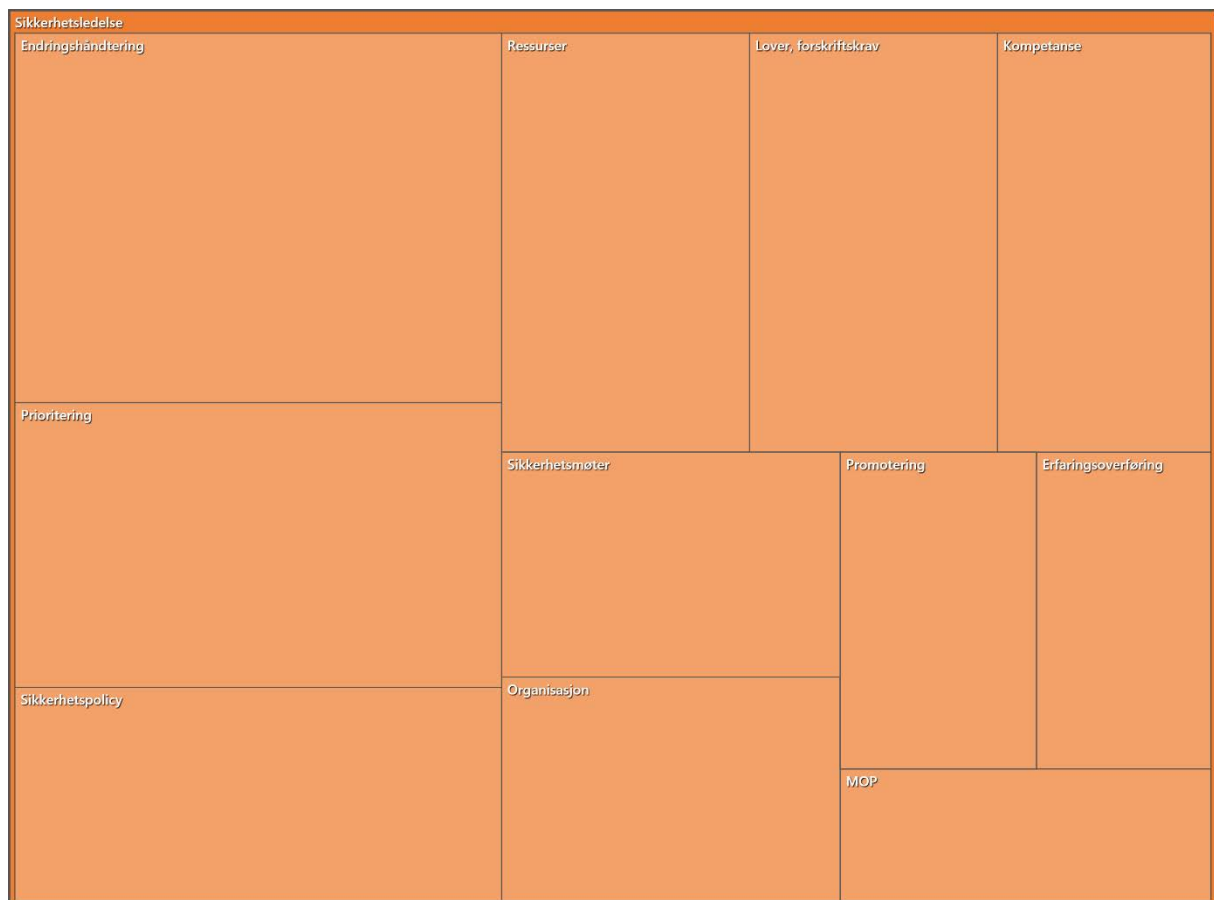 Sikkerhetsledelse
Endringshåndtering
Ressurser
Lover, forskriftskrav
Kompetanse
Prioritering
Sikkerhetsmøter
Promotering
Erfaringsoverføring
Organisasjon
Sikkerhetspolicy
MOP